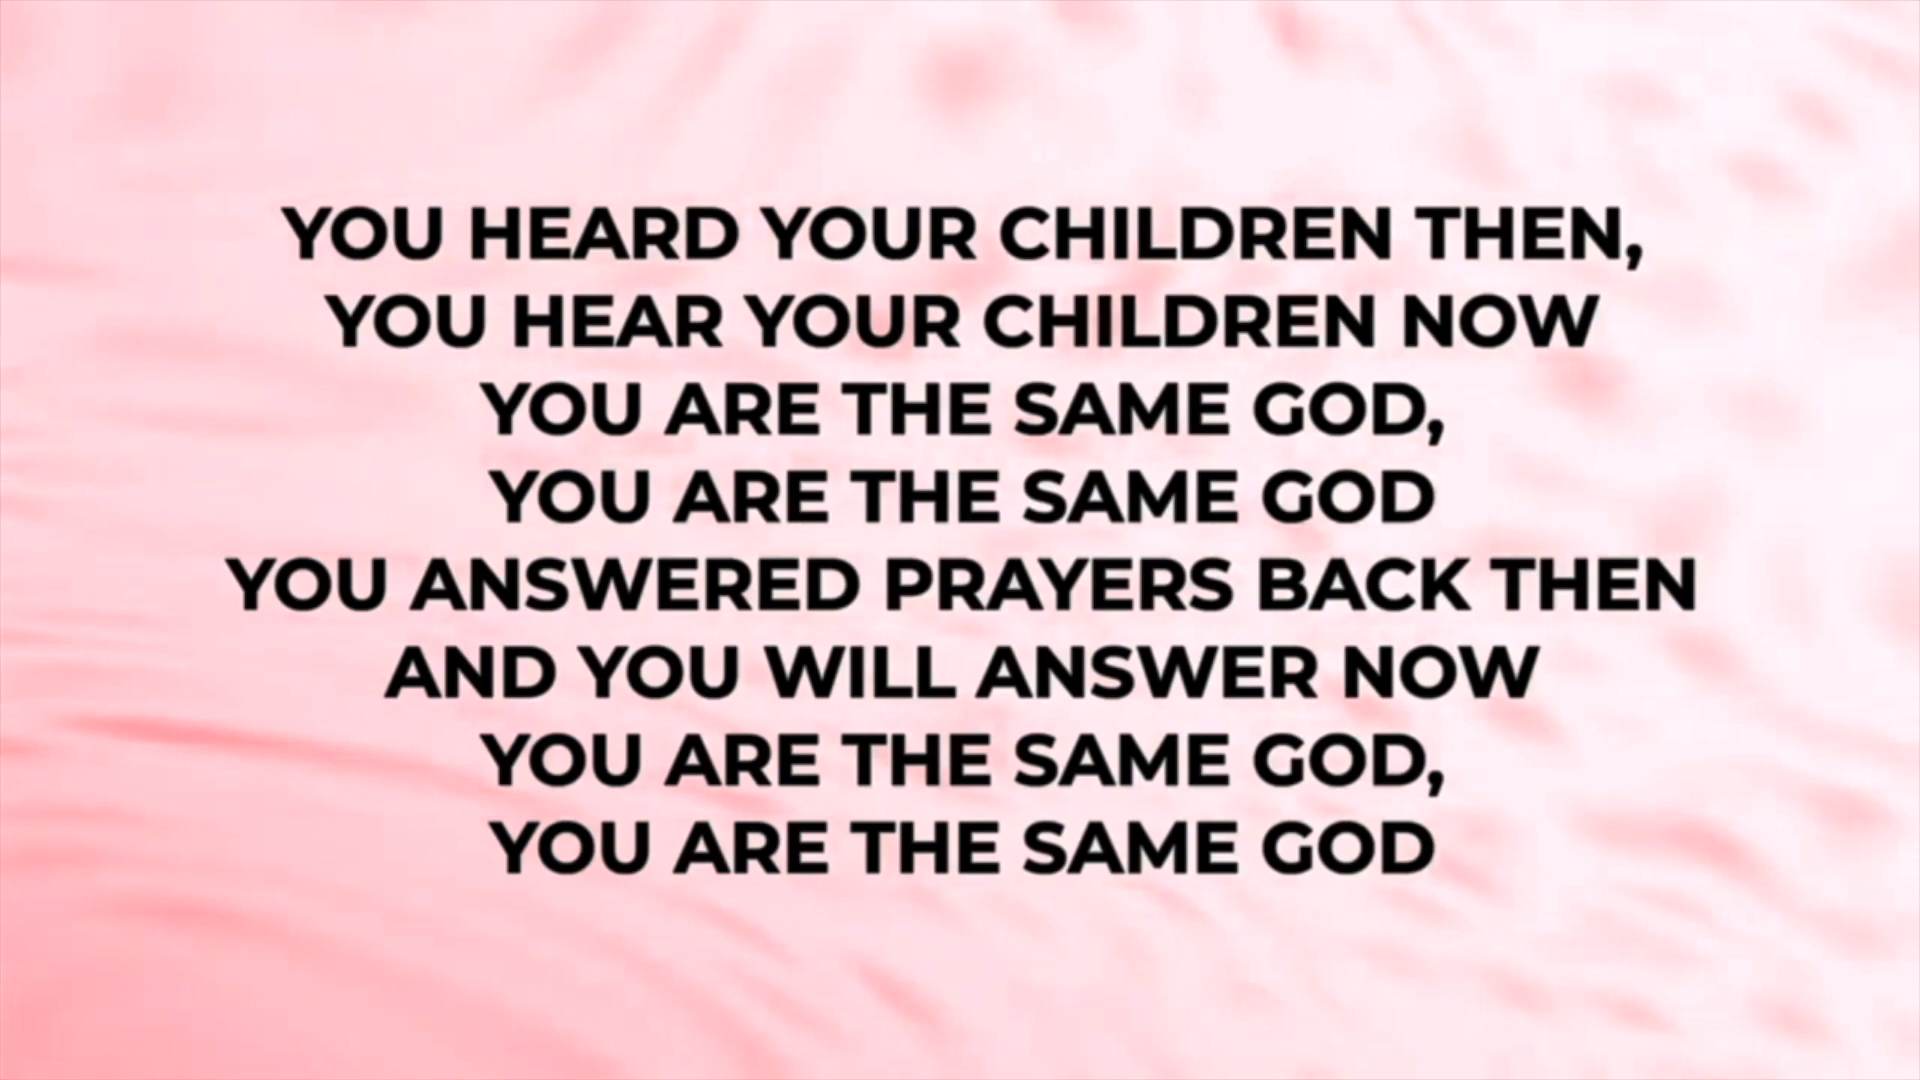 YOU HEARD YOUR CHILDREN THEN,
YOU HEAR YOUR CHILDREN NOW
YOU ARE THE SAME GOD,
YOU ARE THE SAME GOD
YOU ANSWERED PRAYERS BACK THEN
AND YOU WILL ANSWER NOW
YOU ARE THE SAME GOD,
YOU ARE THE SAME GOD